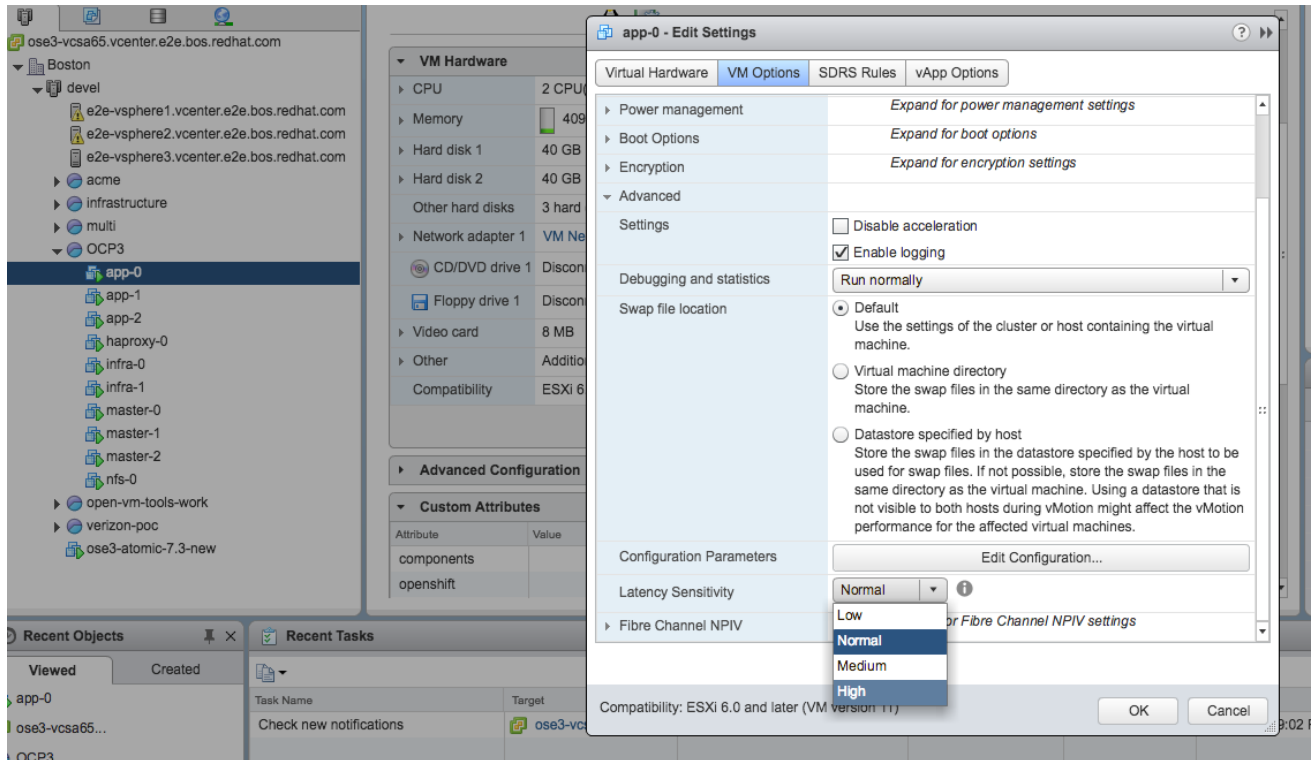 ose3-vcsa65.vcenter.e2e.bos.redhat.com
Boston
devel
e2e-vsphere1.vcenter.e2e.bos.redhat.com
e2e-vsphere2.vcenter.e2e.bos.redhat.com
e2e-vsphere3.vcenter.e2e.bos.redhat.com
acme
infrastructure
multi
OCP3
app-0
app-1
app-2
haproxy-0
infra-0
infra-1
master-0
master-1
master-2
nfs-0
open-vm-tools-work
verizon-poc
ose3-atomic-7.3-new
VM Hardware
CPU 2 CPU(
Memory 409
Hard disk 1 40 GB
Hard disk 2 40 GB
Other hard disks 3 hard
Network adapter 1 VM Ne
CD/DVD drive 1 Discon
Floppy drive 1 Discon
Video card 8 MB
Other Additio
Compatibility ESXi 6
Advanced Configuration
Custom Attributes
Attribute Value
components
openshift
app-0 - Edit Settings
Virtual Hardware VM Options SDRS Rules vApp Options
Power management Expand for power management settings
Boot Options Expand for boot options
Encryption Expand for encryption settings
Advanced
Settings Disable acceleration
Enable logging
Debugging and statistics Run normally
Swap file location Default
Use the settings of the cluster or host containing the virtual
machine.
Virtual machine directory
Store the swap files in the same directory as the virtual
machine.
Datastore specified by host
Store the swap files in the datastore specified by the host to be
used for swap files. If not possible, store the swap files in the
same directory as the virtual machine. Using a datastore that is
not visible to both hosts during vMotion might affect the vMotion
performance for the affected virtual machines.
Configuration Parameters Edit Configuration...
Latency Sensitivity Normal
Low
Fibre Channel NPIV or Fibre Channel NPIV settings
Normal
Medium
High
Compatibility: ESXi 6.0 and later (VM version 11)
OK Cancel
Recent Objects
Viewed Created
app-0
ose3-vcsa65...
OCP3
Recent Tasks
Task Name Target
Check new notifications ose3-vcs
9:02